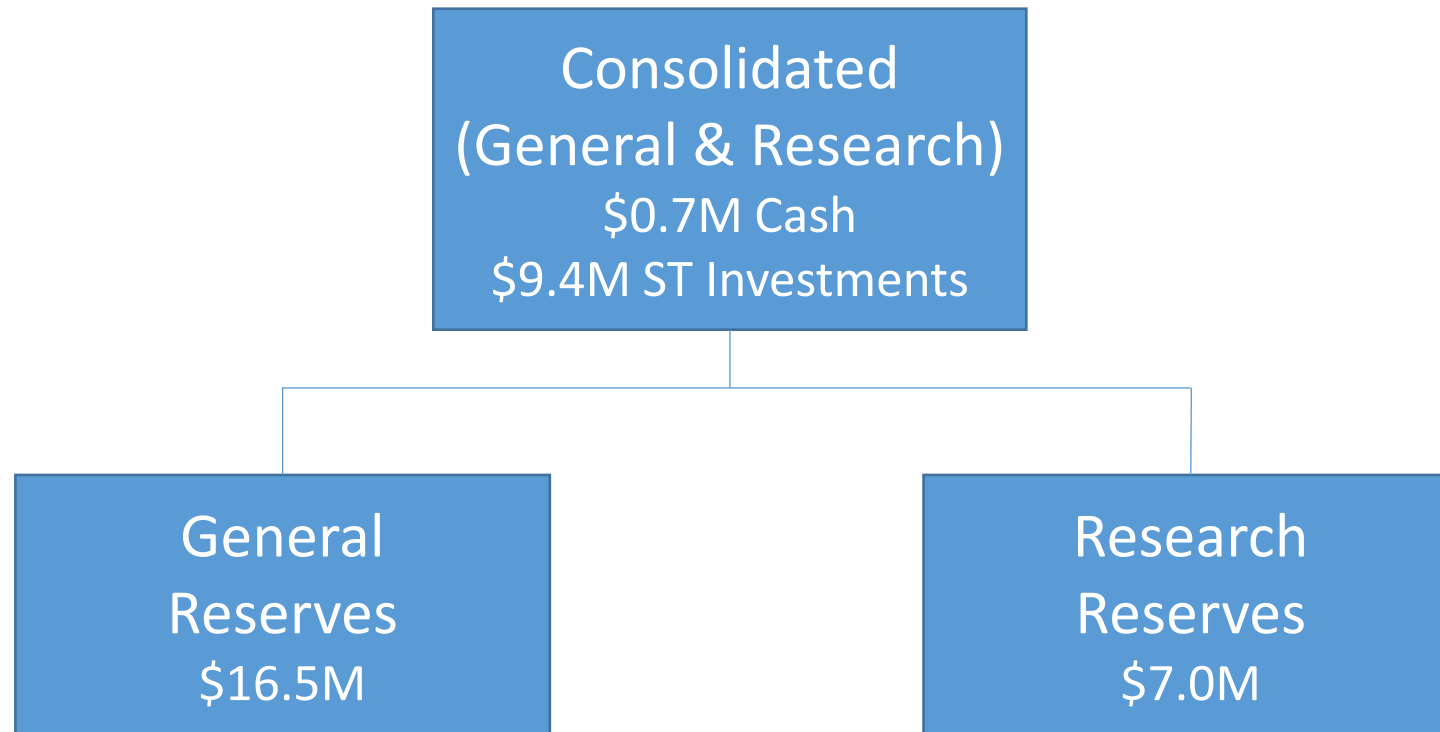 Consolidated
(General & Research)
$0.7M Cash
$9.4M ST Investments
General
Reserves
$16.5M
Research
Reserves
$7.0M